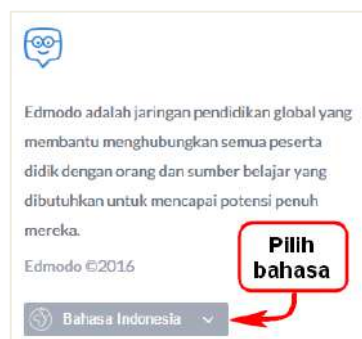 Edmodo adalah jaringan pendidikan global yang
membantu menghubungkan semua peserta
didik dengan orang dan sumber belajar yang
dibutuhkan untuk mencapai potensi penuh
mereka.
Edmodo ©2016
Pilih
bahasa
Bahasa Indonesia